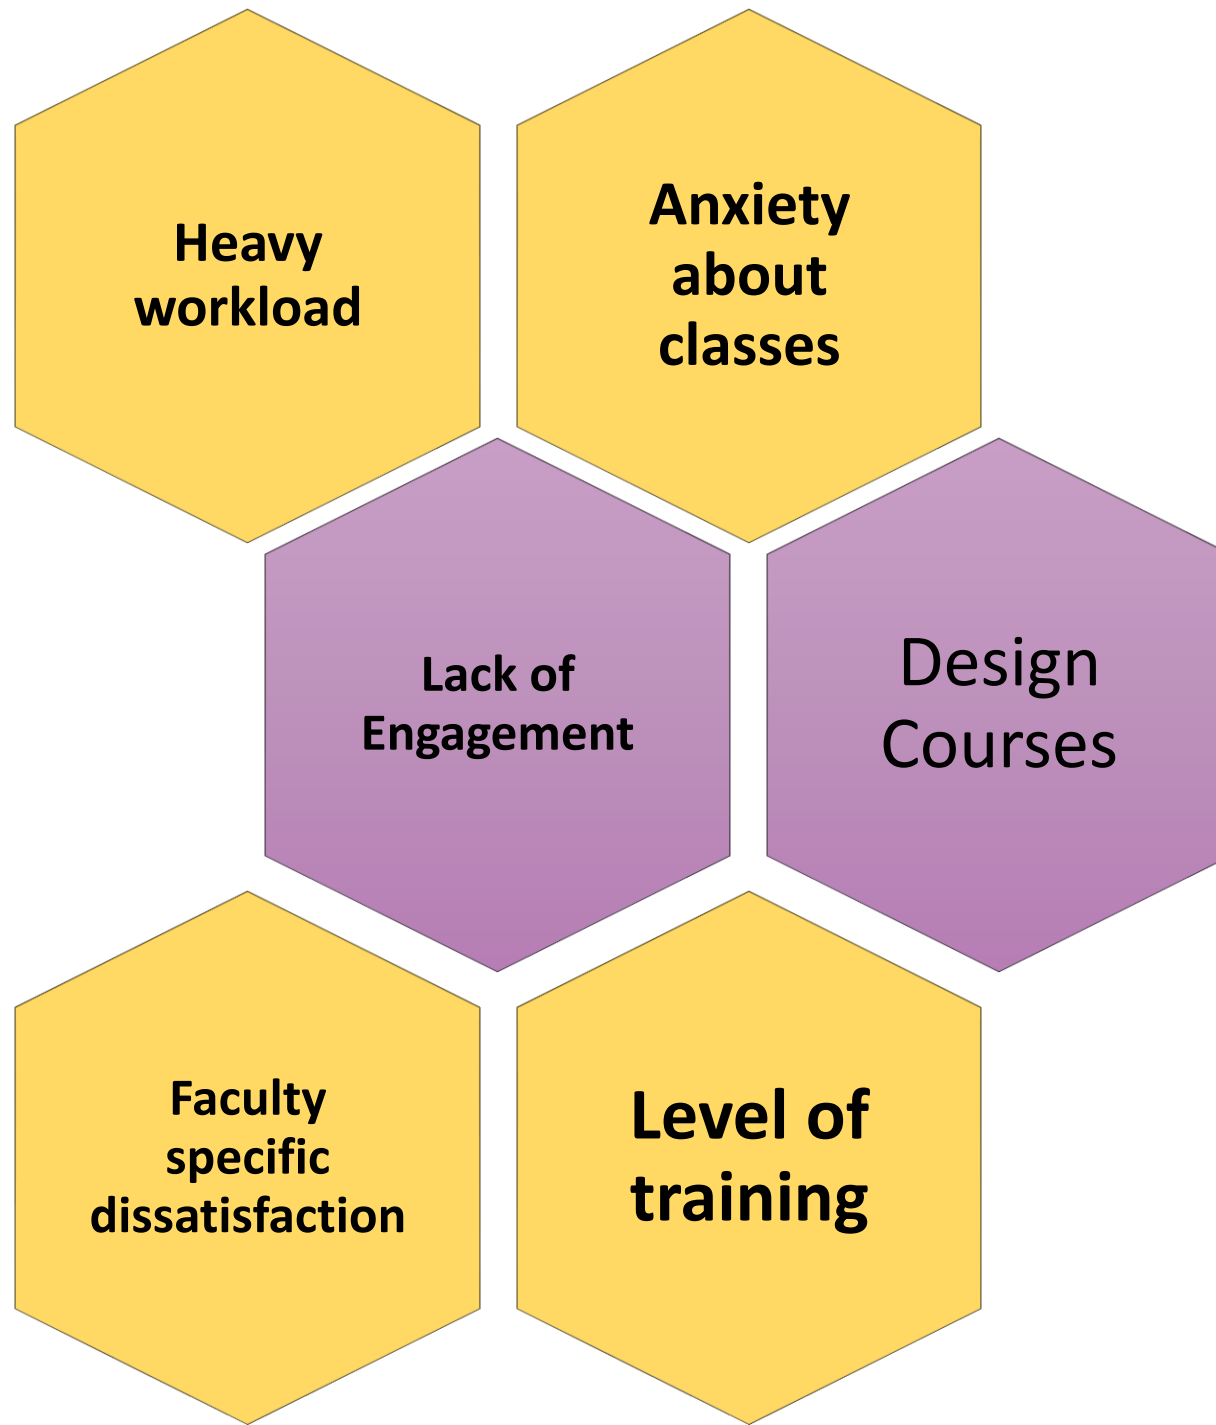 Heavy
workload
Anxiety
about
classes
Lack of
Engagement
Design
Courses
Faculty
specific
dissatisfaction
Level of
training